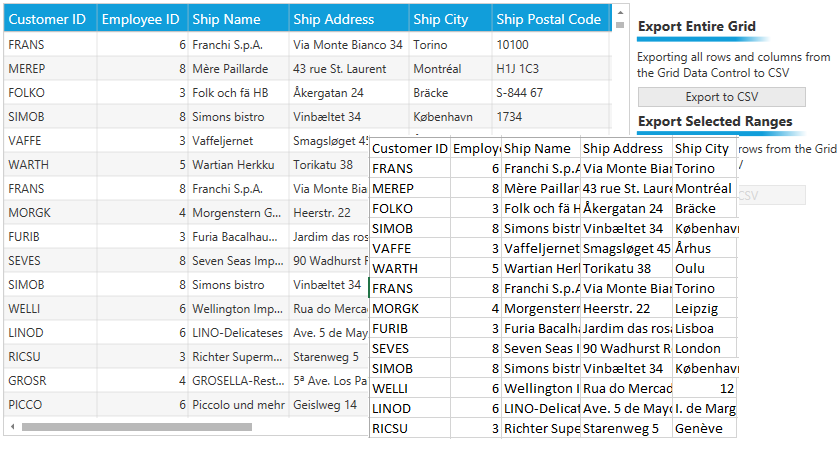 Customer ID Employee ID Ship Name Ship Address Ship City Ship Postal Code
FRANS 6 Franchi S.p.A. Via Monte Bianco 34 Torino 10100
MEREP 8 Mère Paillarde 43 rue St. Laurent Montréal H1J 1C3
FOLKO 3 Folk och fä HB Åkergatan 24 Bräcke S-844 67
SIMOB 8 Simons bistro Vinbæltet 34 København 1734
VAFFE 3 Vaffeljernet Smagsløget 45
WARTH 5 Wartian Herkku Torikatu 38
FRANS 8 Franchi S.p.A. Via Monte Bia
MORGK 4 Morgenstern G... Heerstr. 22
FURIB 3 Furia Bacalhau... Jardim das ros
SEVES 8 Seven Seas Imp... 90 Wadhurst F
SIMOB 8 Simons bistro Vinbæltet 34
WELLI 6 Wellington Imp... Rua do Mercad
LINOD 6 LINO-Delicateses Ave. 5 de May
RICSU 3 Richter Superm... Starenweg 5
GROSR 4 GROSELLA-Rest... 5ª Ave. Los Pa
PICCO 6 Piccolo und mehr Geislweg 14
Export Entire Grid
Exporting all rows and columns from
the Grid Data Control to CSV
Export to CSV
Export Selected Ranges
rows from the Grid
V
CSV
Customer ID Employe Ship Name Ship Address Ship City
FRANS 6 Franchi S.p.A Via Monte Bian Torino
MEREP 8 Mère Paillar 43 rue St. Laure Montréal
FOLKO 3 Folk och fä H Åkergatan 24 Bräcke
SIMOB 8 Simons bistr Vinbæltet 34 København
VAFFE 3 Vaffeljernet Smagsløget 45 Århus
WARTH 5 Wartian Her Torikatu 38 Oulu
FRANS 8 Franchi S.p.A Via Monte Bian Torino
MORGK 4 Morgenstern Heerstr. 22 Leipzig
FURIB 3 Furia Bacalh Jardim das rosa Lisboa
SEVES 8 Seven Seas I 90 Wadhurst R London
SIMOB 8 Simons bistr Vinbæltet 34 København
WELLI 6 Wellington I Rua do Mercad 12
LINOD 6 LINO-Delicat Ave. 5 de Mayo I. de Marg
RICSU 3 Richter Supe Starenweg 5 Genève